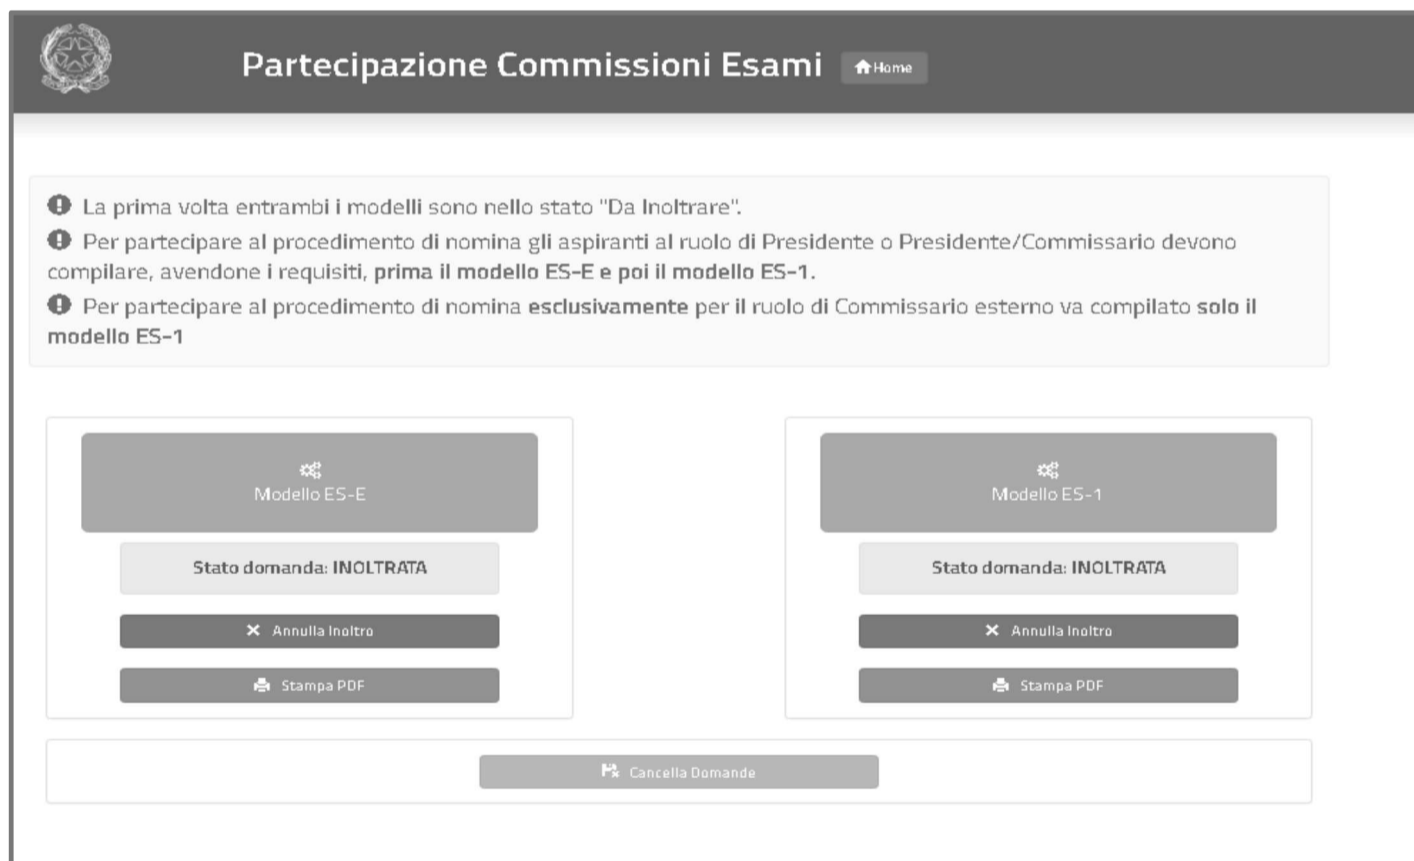 Partecipazione Commissioni Esami Home
La prima volta entrambi i modelli sono nello stato "Da Inoltrare".
Per partecipare al procedimento di nomina gli aspiranti al ruolo di Presidente o Presidente/Commissario devono
compilare, avendone i requisiti, prima il modello ES-E e poi il modello ES-1.
Per partecipare al procedimento di nomina esclusivamente per il ruolo di Commissario esterno va compilato solo il
modello ES-1
Modello ES-E
Stato domanda: INOLTRATA
Annulla Inoltro
Stampa PDF
Modello ES-1
Stato domanda: INOLTRATA
Annulla Inoltro
Stampa PDF
Cancella Domande